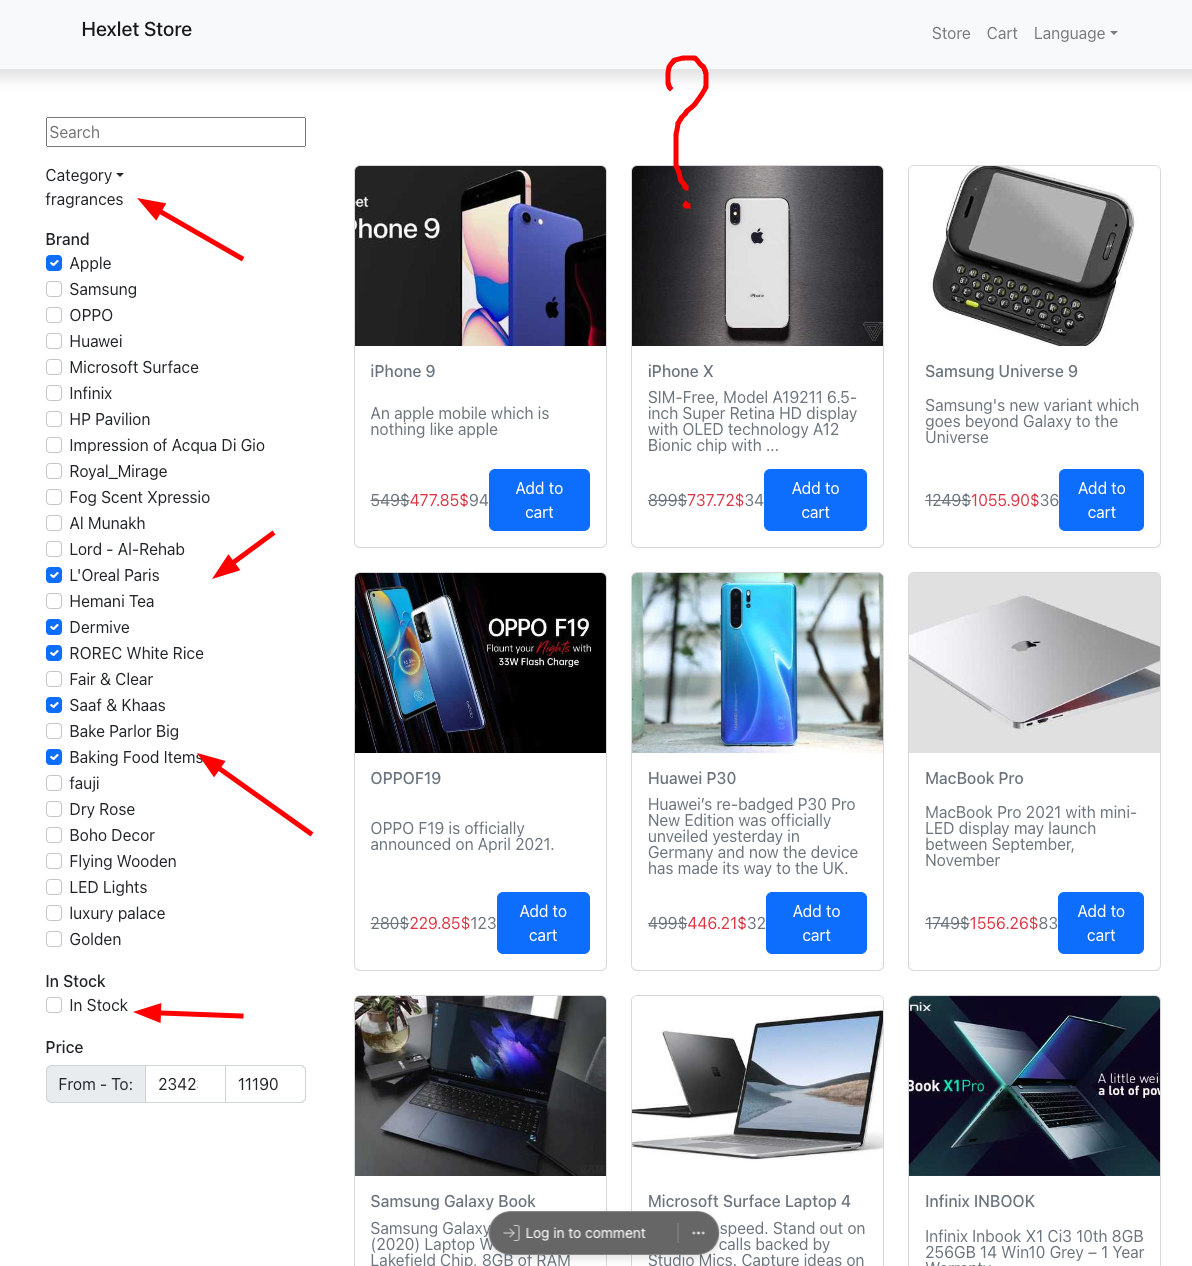 Hexlet Store
Store Cart Language
Search
Category
fragrances
Brand
Apple
Samsung
OPPO
Huawei
Microsoft Surface
Infinix
HP Pavilion
Impression of Acqua Di Gio
Royal_Mirage
Fog Scent Xpressio
Al Munakh
Lord - Al-Rehab
L'Oreal Paris
Hemani Tea
Dermive
ROREC White Rice
Fair & Clear
Saaf & Khaas
Bake Parlor Big
Baking Food Items
fauji
Dry Rose
Boho Decor
Flying Wooden
LED Lights
luxury palace
Golden
In Stock
In Stock
Price
From - To: 2342 11190
?
et
Phone 9
iPhone 9
An apple mobile which is
nothing like apple
549$477.85$94
Add to
cart
iPhone
iPhone X
SIM-Free, Model A19211 6.5-
inch Super Retina HD display
with OLED technology A12
Bionic chip with ...
899$737.72$34
Add to
cart
Samsung Universe 9
Samsung's new variant which
goes beyond Galaxy to the
Universe
1249$1055.90$36
Add to
cart
OPPO F19
Flaunt your Nights with
33W Flash Charge
OPPOF19
OPPO F19 is officially
announced on April 2021.
280$229.85$123
Add to
cart
Huawei P30
Huawei’s re-badged P30 Pro
New Edition was officially
unveiled yesterday in
Germany and now the device
has made its way to the UK.
499$446.21$32
Add to
cart
MacBook Pro
MacBook Pro 2021 with mini-
LED display may launch
between September,
November
1749$1556.26$83
Add to
cart
Samsung Galaxy Book
Samsung Galaxy
(2020) Laptop W
Lakefield Chip, 8GB of RAM
Microsoft Surface Laptop 4
speed. Stand out on
calls backed by
Studio Mics. Capture ideas on
nix
Book X1Pro
A little wei
a lot of pow
Infinix INBOOK
Infinix Inbook X1 Ci3 10th 8GB
256GB 14 Win10 Grey – 1 Year
Warranty
Log in to comment